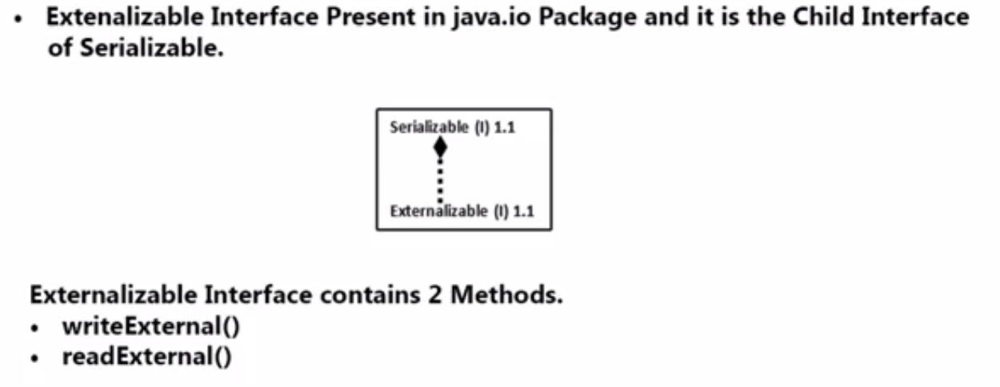 • Extenalizable Interface Present in java.io Package and it is the Child Interface
of Serializable.
Serializable (I) 1.1
Externalizable (I) 1.1
Externalizable Interface contains 2 Methods.
• writeExternal()
• readExternal()